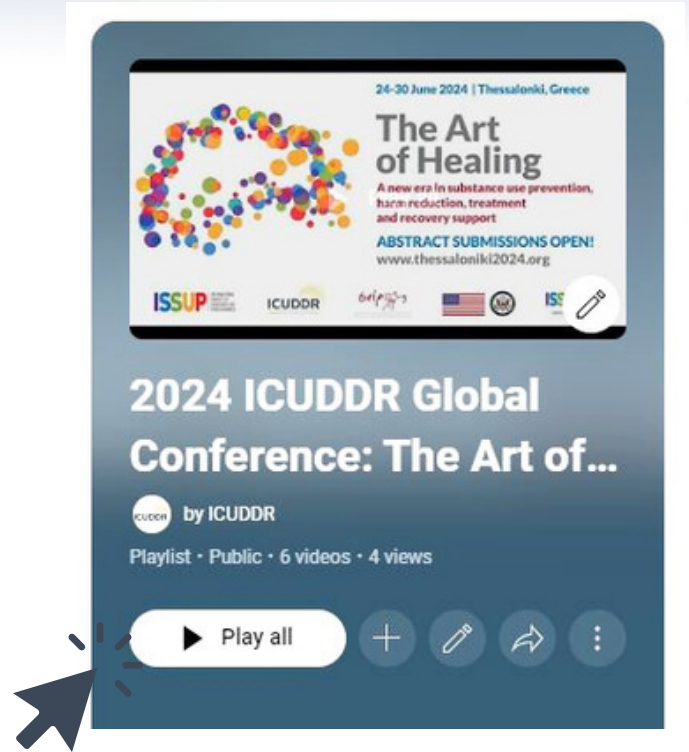 24-30 June 2024 | Thessaloniki, Greece
The Art
of Healing
A new era in substance use prevention,
harm reduction, treatment
and recovery support
ABSTRACT SUBMISSIONS OPEN!
www.thessaloniki2024.org
ISSUP
ICUDDR
ISS
2024 ICUDDR Global
Conference: The Art of...
ICUDDR
by ICUDDR
Playlist • Public • 6 videos • 4 views
Play all